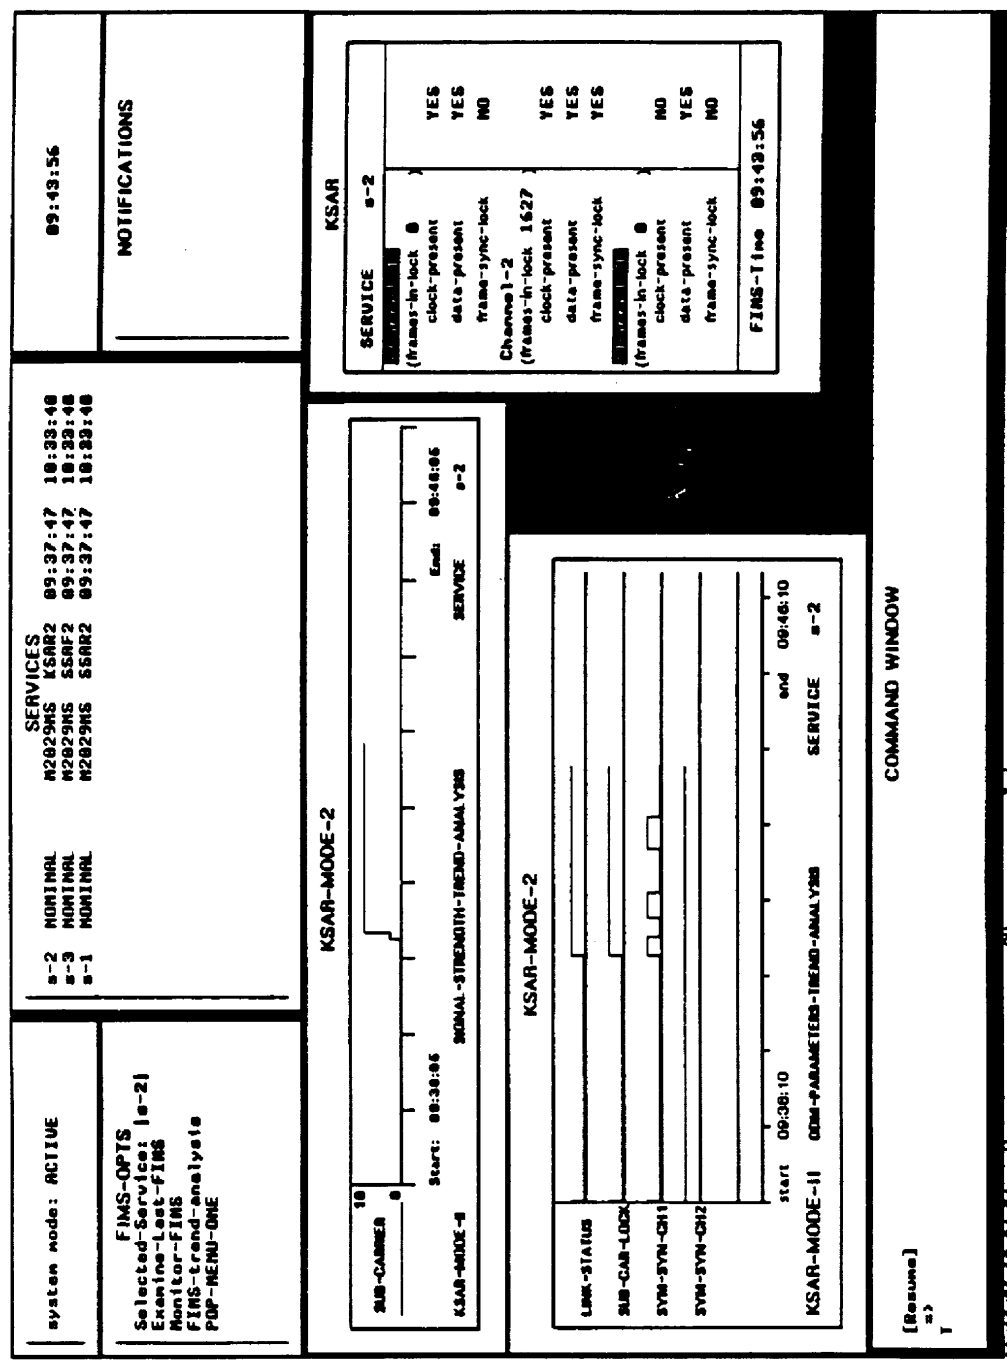 system mode: ACTIVE
SERVICES
s-2 NOMINAL M2029MS KSAR2 09:37:47 10:33:48
s-3 NOMINAL M2029MS SSAF2 09:37:47 10:33:48
s-1 NOMINAL M2029MS SSAR2 09:37:47 10:33:48
09:43:56
FIMS-OPTS
Selected-Service: [s-2]
Examine-Last-FIMS
Monitor-FIMS
FIMS-trend-analysis
POP-MENU-ONE
NOTIFICATIONS
KSAR-MODE-2
SUB-CARRIER
10
0
Start: 09:38:06 End: 09:46:06
KSAR-MODE-II SIGNAL-STRENGTH-TREND-ANALYSIS SERVICE s-2
KSAR
SERVICE s-2
(frames-in-lock 0 )
clock-present YES
data-present YES
frame-sync-lock NO
Channel-2
(frames-in-lock 1627 )
clock-present YES
data-present YES
frame-sync-lock YES
(frames-in-lock 0 )
clock-present NO
data-present YES
frame-sync-lock NO
FIMS-Time 09:43:56
KSAR-MODE-2
LINK-STATUS
SUB-CAR-LOCK
SYM-SYN-CH1
SYM-SYN-CH2
start 09:38:10 end 09:46:10
KSAR-MODE-II ODM-PARAMETERS-TREND-ANALYSIS SERVICE s-2
COMMAND WINDOW
[Resume]
=>
T